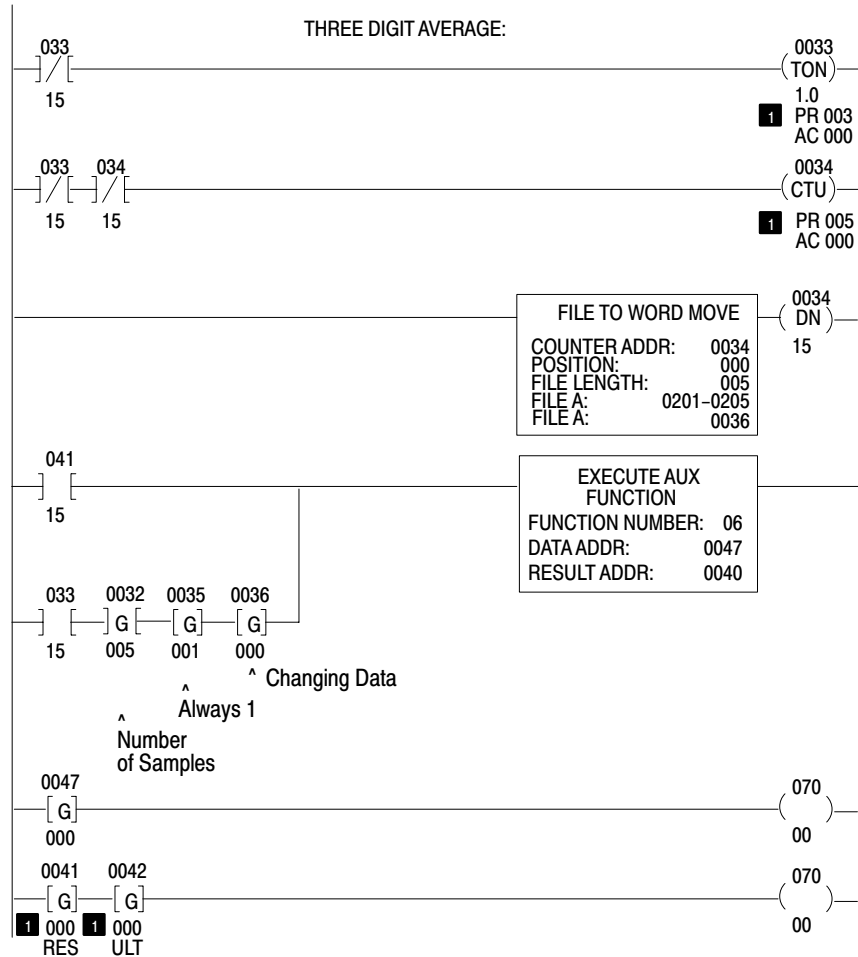 THREE DIGIT AVERAGE:
033
15
0033
TON
1.0
1 PR 003
AC 000
033 034
15 15
0034
CTU
1 PR 005
AC 000
FILE TO WORD MOVE
COUNTER ADDR: 0034
POSITION: 000
FILE LENGTH: 005
FILE A: 0201–0205
FILE A: 0036
0034
DN
15
041
15
EXECUTE AUX
FUNCTION
FUNCTION NUMBER: 06
DATA ADDR: 0047
RESULT ADDR: 0040
033 0032 0035 0036
G G G
15 005 001 000
^ Changing Data
^
Always 1
^
Number
of Samples
0047
G
000
070
00
0041 0042
G G
1 000 1 000
RES ULT
070
00